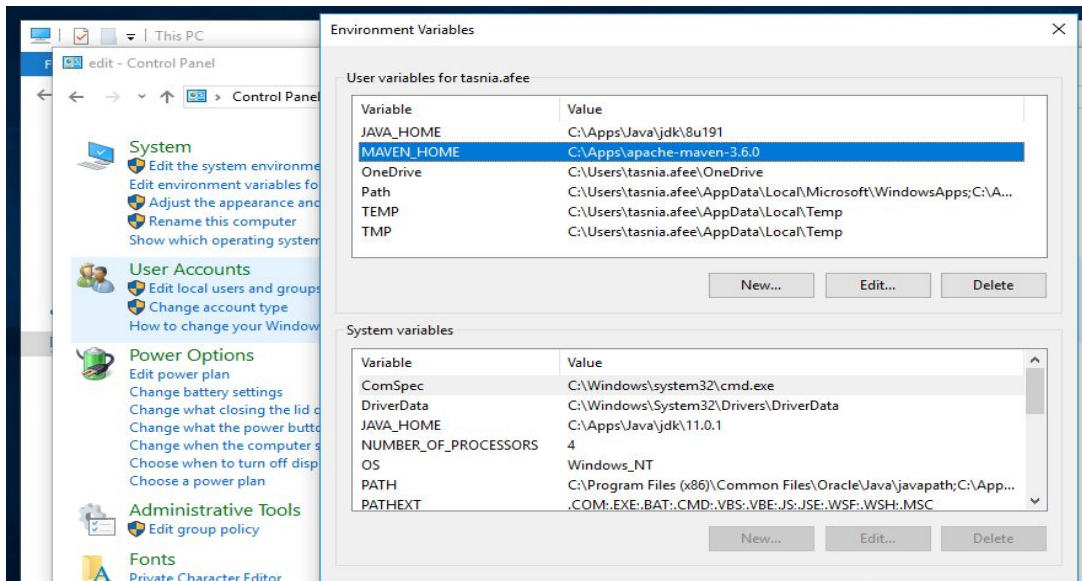 This PC
Environment Variables
F
edit - Control Panel
Control Panel
User variables for tasnia.afee
Variable Value
JAVA_HOME C:\Apps\Java\jdk\8u191
MAVEN_HOME C:\Apps\apache-maven-3.6.0
OneDrive C:\Users\tasnia.afee\OneDrive
Path C:\Users\tasnia.afee\AppData\Local\Microsoft\WindowsApps;C:\A...
TEMP C:\Users\tasnia.afee\AppData\Local\Temp
TMP C:\Users\tasnia.afee\AppData\Local\Temp
New... Edit... Delete
System variables
Variable Value
ComSpec C:\Windows\system32\cmd.exe
DriverData C:\Windows\System32\Drivers\DriverData
JAVA_HOME C:\Apps\Java\jdk\11.0.1
NUMBER_OF_PROCESSORS 4
OS Windows_NT
PATH C:\Program Files (x86)\Common Files\Oracle\Java\javapath;C:\App...
PATHEXT .COM;.EXE;.BAT;.CMD;.VBS;.VBE;.JS;.JSE;.WSF;.WSH;.MSC
New... Edit... Delete
System
Edit the system environme
Edit environment variables fo
Adjust the appearance and
Rename this computer
Show which operating system
User Accounts
Edit local users and groups
Change account type
How to change your Window
Power Options
Edit power plan
Change battery settings
Change what closing the lid c
Change what the power butto
Change when the computer s
Choose when to turn off disp
Choose a power plan
Administrative Tools
Edit group policy
Fonts
Private Character Editor